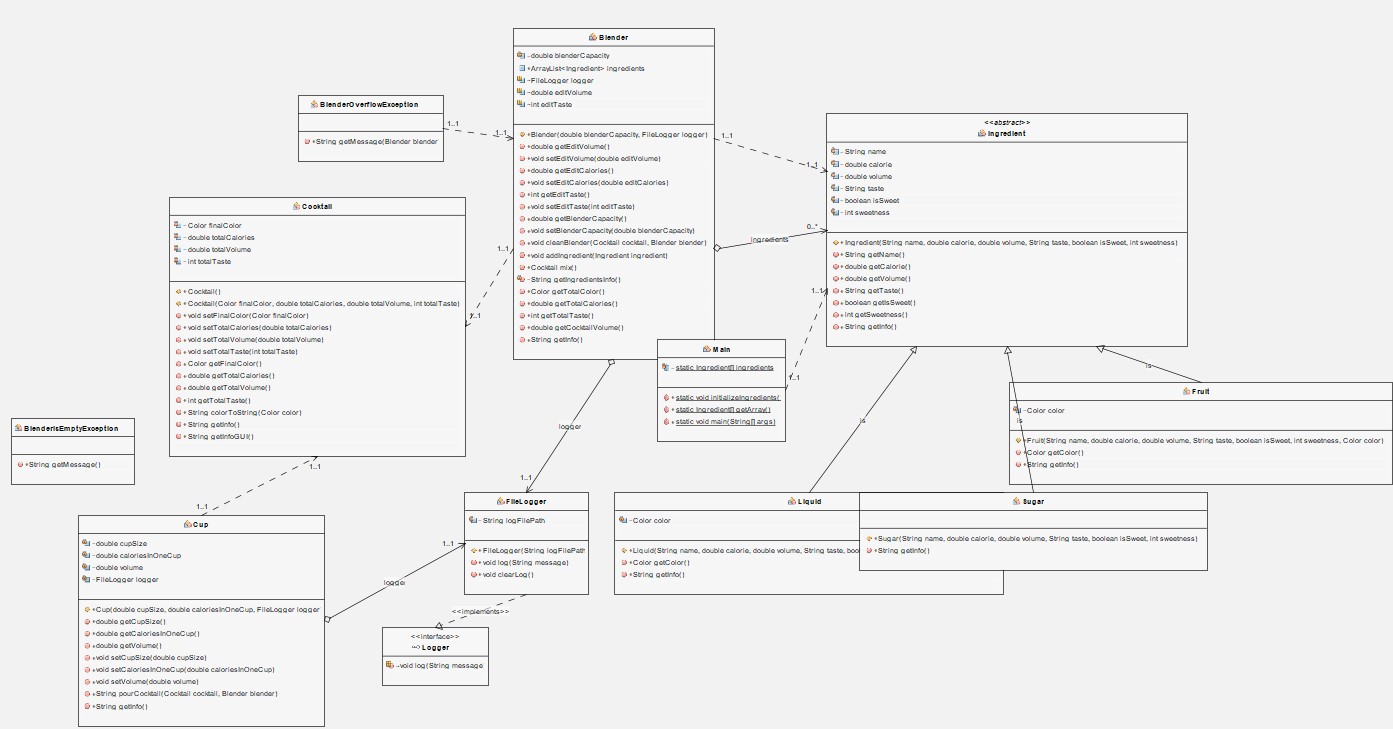 Blender
-double blenderCapacity
+ArrayList<Ingredient> ingredients
~FileLogger logger
~double editVolume
~int editTaste
+Blender(double blenderCapacity, FileLogger logger)
+double getEditVolume()
+void setEditVolume(double editVolume)
+double getEditCalories()
+void setEditCalories(double editCalories)
+int getEditTaste()
+void setEditTaste(int editTaste)
+double getBlenderCapacity()
+void setBlenderCapacity(double blenderCapacity)
+void cleanBlender(Cocktail cocktail, Blender blender)
+void addIngredient(Ingredient ingredient)
+Cocktail mix()
-String getIngredientsInfo()
+Color getTotalColor()
+double getTotalCalories()
+int getTotalTaste()
+double getCocktailVolume()
+String getInfo()
BlenderOverflowException
+String getMessage(Blender blender
1..1
1..1
1..1
1..1
<<abstract>>
Ingredient
- String name
- double calorie
- double volume
- String taste
- boolean isSweet
- int sweetness
+ Ingredient(String name, double calorie, double volume, String taste, boolean isSweet, int sweetness)
+ String getName()
+ double getCalorie()
+ double getVolume()
+ String getTaste()
+ boolean getIsSweet()
+ int getSweetness()
+ String getInfo()
ingredients
0..*
1..1
1..1
Cocktail
- Color finalColor
- double totalCalories
- double totalVolume
- int totalTaste
+ Cocktail()
+ Cocktail(Color finalColor, double totalCalories, double totalVolume, int totalTaste)
+ void setFinalColor(Color finalColor)
+ void setTotalCalories(double totalCalories)
+ void setTotalVolume(double totalVolume)
+ void setTotalTaste(int totalTaste)
+ Color getFinalColor()
+ double getTotalCalories()
+ double getTotalVolume()
+ int getTotalTaste()
+ String colorToString(Color color)
+ String getInfo()
+ String getInfoGUI()
1..1
1..1
Main
- static Ingredient[] ingredients
+ static void initializeIngredients(
+ static Ingredient[] getArray()
+ static void main(String[] args)
is
Fruit
- Color color
is
+Fruit(String name, double calorie, double volume, String taste, boolean isSweet, int sweetness, Color color)
+Color getColor()
+String getInfo()
is
BlenderIsEmptyException
+String getMessage()
logger
1..1
1..1
1..1
FileLogger
- String logFilePath
+ FileLogger(String logFilePath
+ void log(String message)
+ void clearLog()
Liquid
- Color color
+ Liquid(String name, double calorie, double volume, String taste, boo
+ Color getColor()
+ String getInfo()
Sugar
+Sugar(String name, double calorie, double volume, String taste, boolean isSweet, int sweetness)
+String getInfo()
Cup
-double cupSize
-double caloriesInOneCup
-double volume
-FileLogger logger
+Cup(double cupSize, double caloriesInOneCup, FileLogger logger
+double getCupSize()
+double getCaloriesInOneCup()
+double getVolume()
+void setCupSize(double cupSize)
+void setCaloriesInOneCup(double caloriesInOneCup)
+void setVolume(double volume)
+String pourCocktail(Cocktail cocktail, Blender blender)
+String getInfo()
1..1
logger
<<implements>>
<<interface>>
Logger
~void log(String message